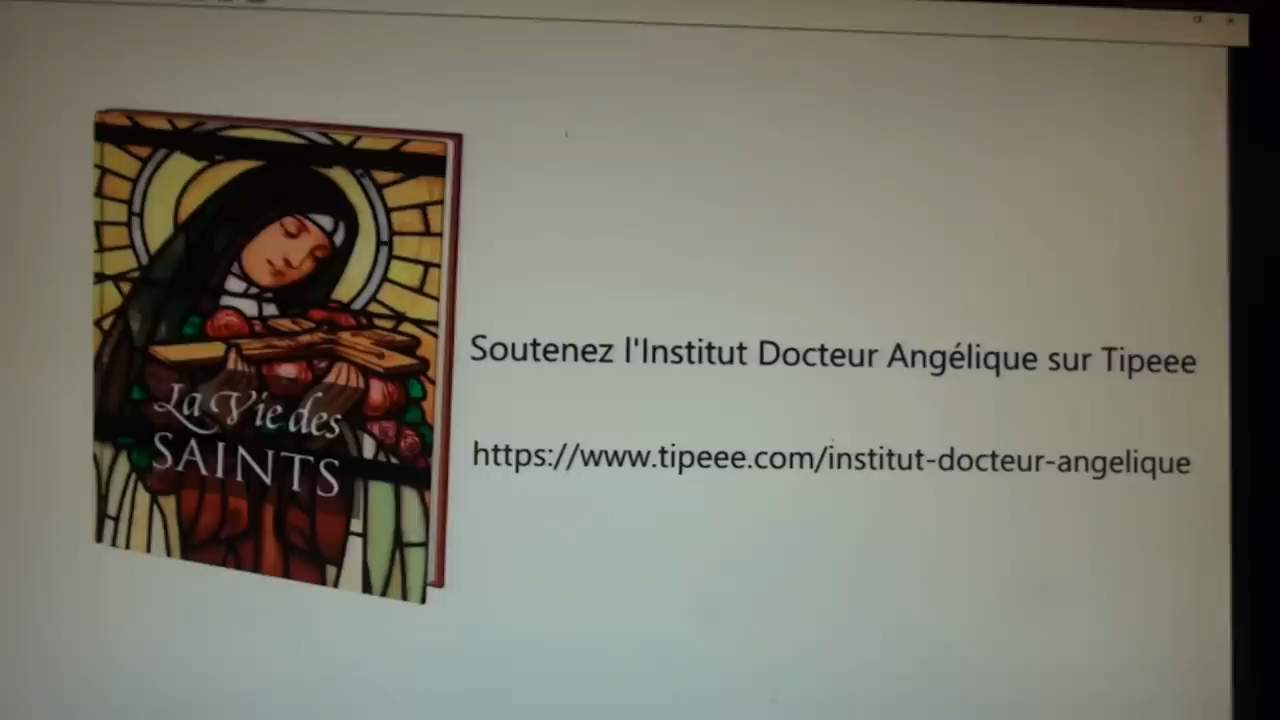 La Vie des
SAINTS
Soutenez l'Institut Docteur Angélique sur Tipeee
https://www.tipeee.com/institut-docteur-angelique